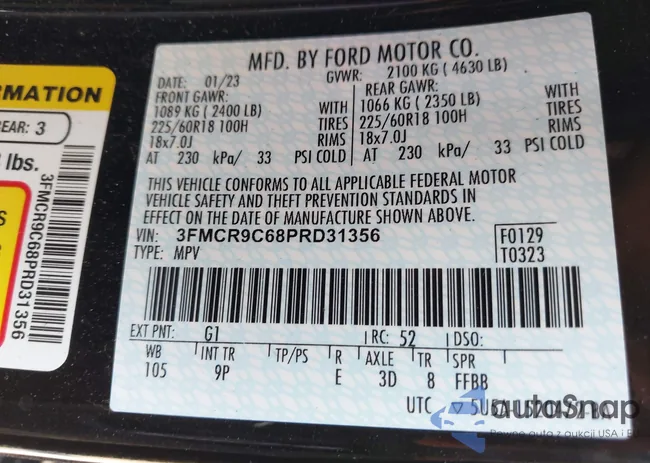 MFD. BY FORD MOTOR CO.
DATE: 01/23 GVWR: 2100 KG ( 4630 LB)
FRONT GAWR: REAR GAWR:
1089 KG ( 2400 LB) WITH 1066 KG ( 2350 LB) WITH
225/60R18 100H TIRES 225/60R18 100H TIRES
18x7.0J RIMS 18x7.0J RIMS
AT 230 kPa/ 33 PSI COLD AT 230 kPa/ 33 PSI COLD
THIS VEHICLE CONFORMS TO ALL APPLICABLE FEDERAL MOTOR
VEHICLE SAFETY AND THEFT PREVENTION STANDARDS IN
EFFECT ON THE DATE OF MANUFACTURE SHOWN ABOVE.
VIN: 3FMCR9C68PRD31356 F0129
TYPE: MPV T0323
EXT PNT: G1 RC: 52 DSO:
WB INT TR TP/PS R AXLE TR SPR
105 9P E 3D 8 FFBB
UTC
ORMATION
EAR: 3
lbs.
S
3FMCR9C68PRD31356
autoSnap
Pewne auto z aukcji USA i